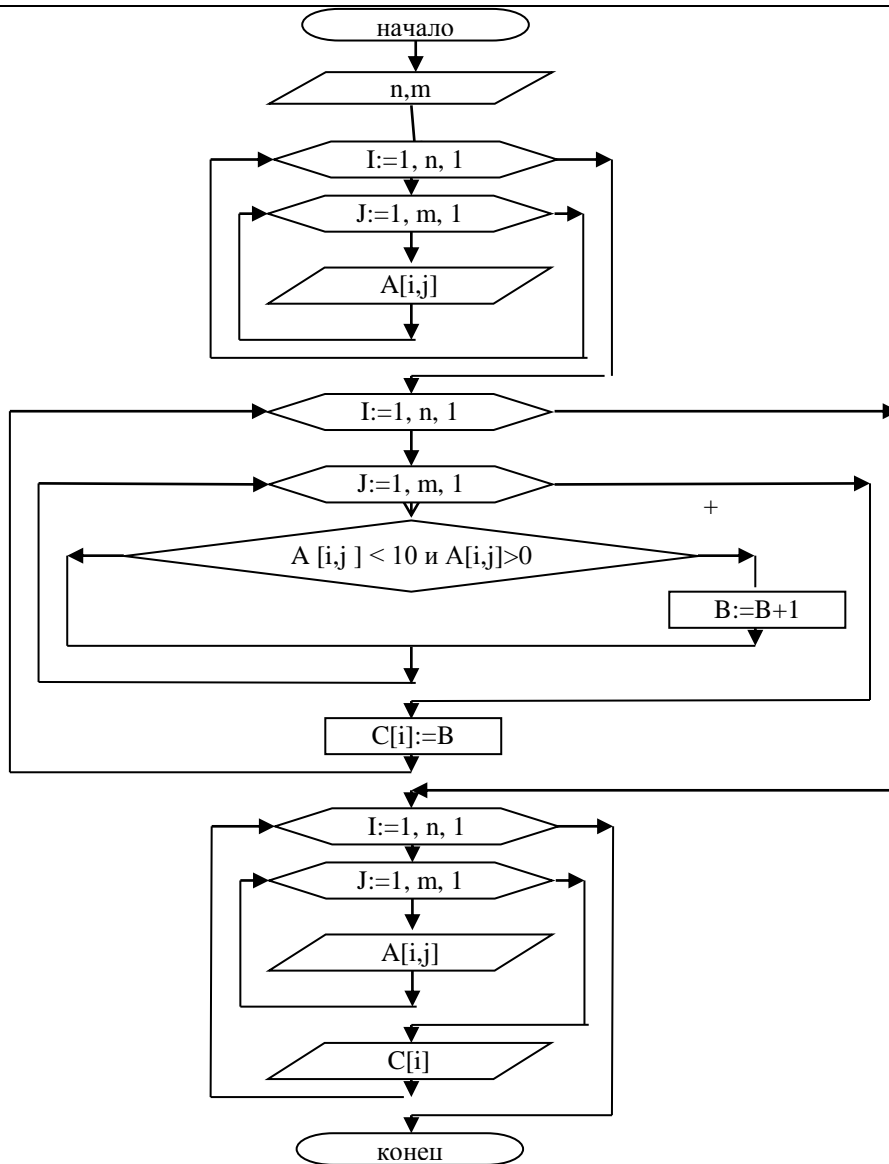 начало
n,m
I:=1, n, 1
J:=1, m, 1
A[i,j]
I:=1, n, 1
J:=1, m, 1
+
A [i,j ] < 10 и A[i,j]>0
B:=B+1
C[i]:=B
I:=1, n, 1
J:=1, m, 1
A[i,j]
C[i]
конец